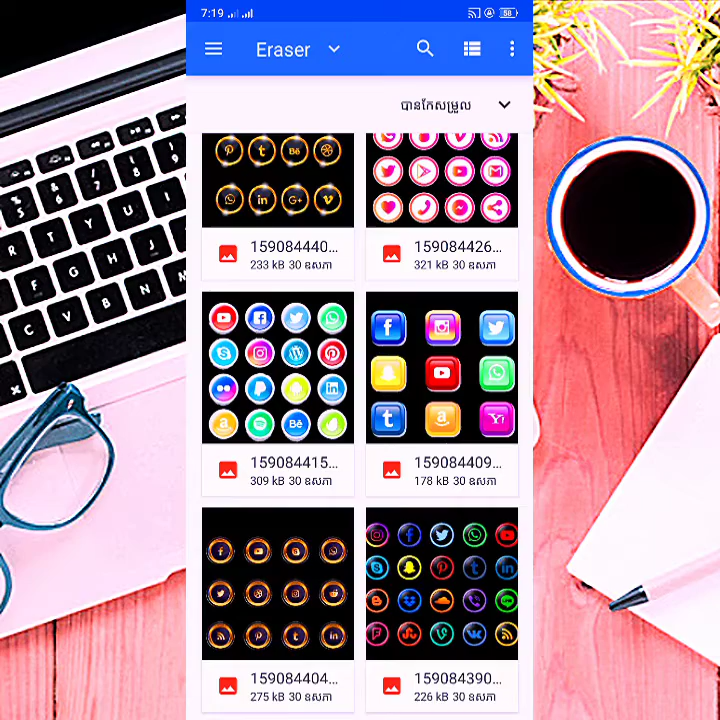 7:19
58
Eraser
បានកែសម្រួល
159084440...
233 kB 30 ឧសភា
159084426...
321 kB 30 ឧសភា
159084415...
309 kB 30 ឧសភា
159084409...
178 kB 30 ឧសភា
159084404...
275 kB 30 ឧសភា
159084390...
226 kB 30 ឧសភា